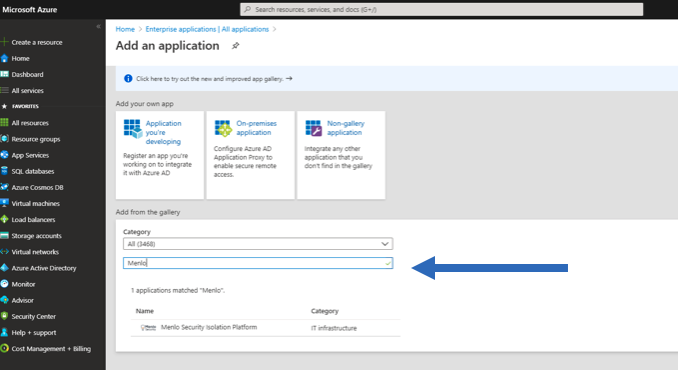 Microsoft Azure
Search resources, services, and docs (G+/)
«
Create a resource
Home
Dashboard
All services
FAVORITES
All resources
Resource groups
App Services
SQL databases
Azure Cosmos DB
Virtual machines
Load balancers
Storage accounts
Virtual networks
Azure Active Directory
Monitor
Advisor
Security Center
Help + support
Cost Management + Billing
Home > Enterprise applications | All applications >
Add an application
Click here to try out the new and improved app gallery. →
Add your own app
Application
you're
developing
Register an app you're
working on to integrate
it with Azure AD
On-premises
application
Configure Azure AD
Application Proxy to
enable secure remote
access.
Non-gallery
application
Integrate any other
application that you
don't find in the gallery
Add from the gallery
Category
All (3468)
Menlo
1 applications matched "Menlo".
Name Category
Menlo Security Isolation Platform IT infrastructure